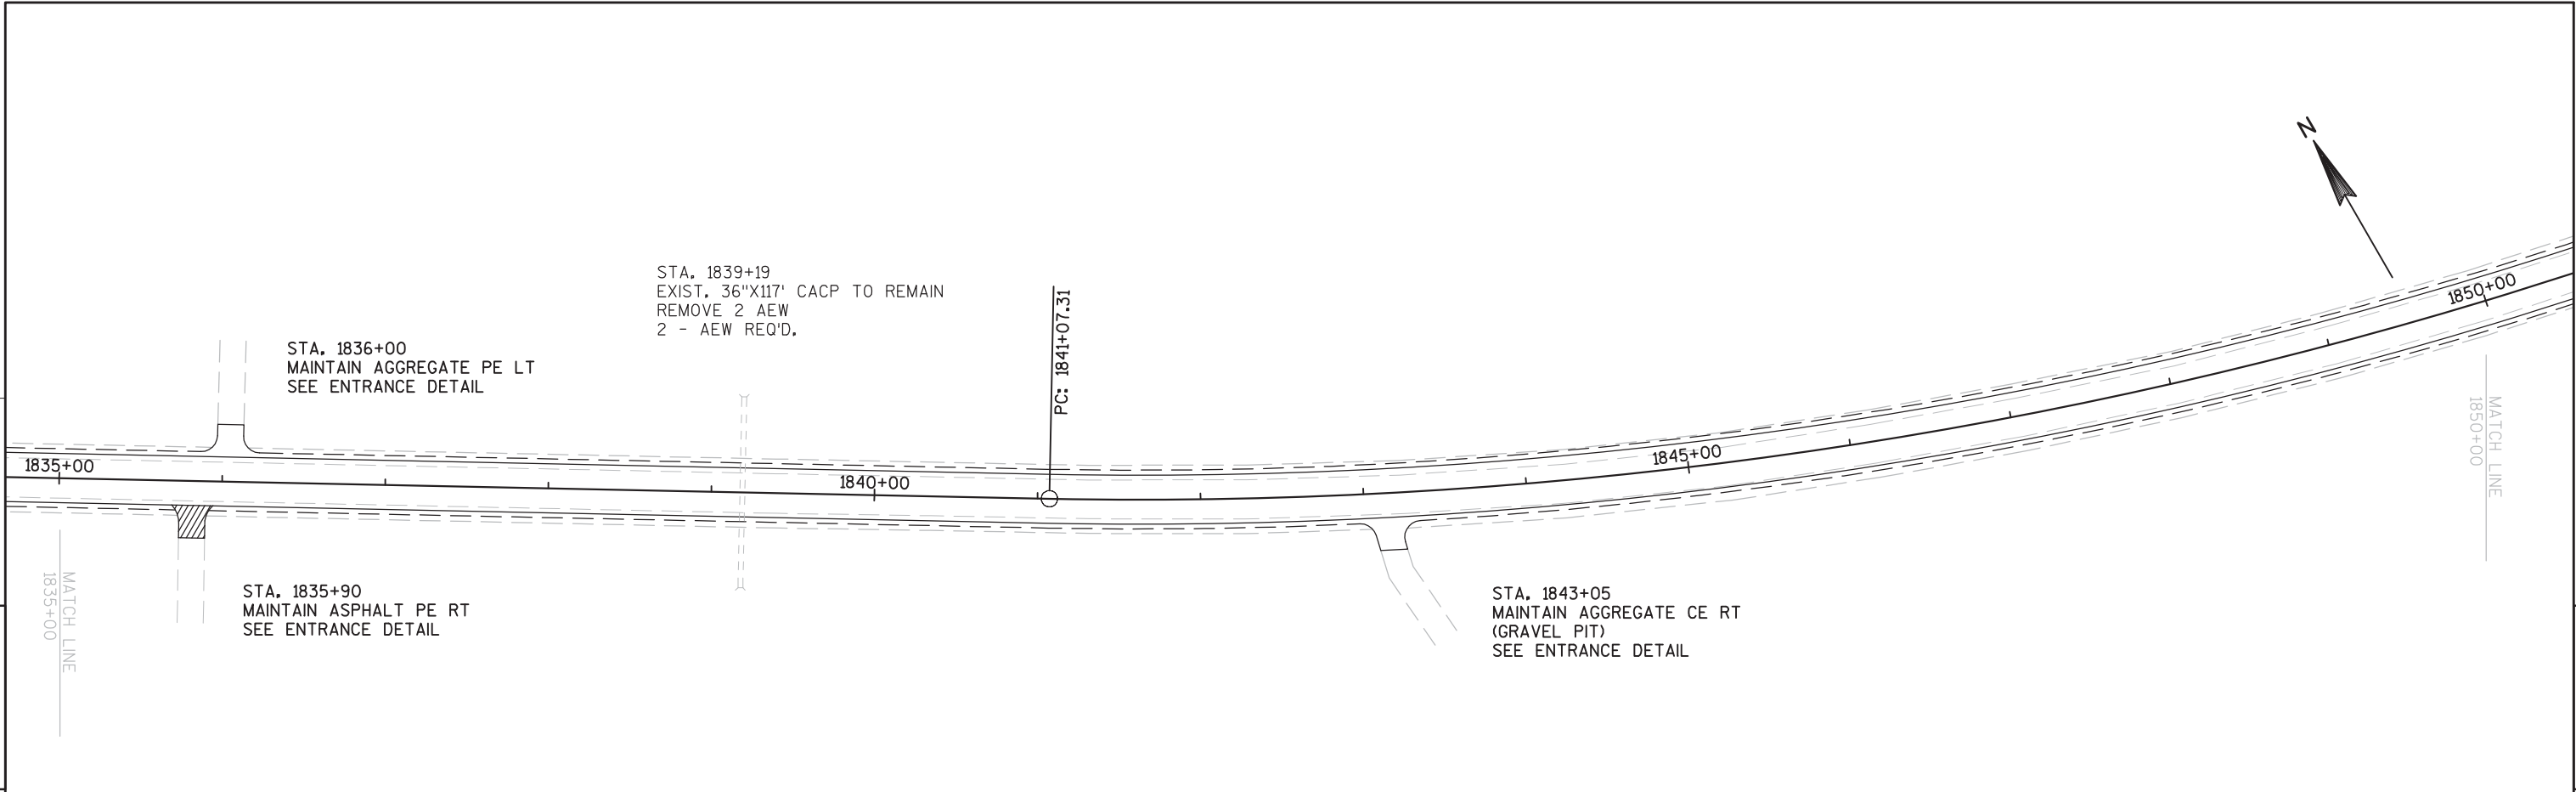 N
STA. 1839+19
EXIST. 36"X117' CACP TO REMAIN
REMOVE 2 AEW
2 - AEW REQ'D.
PC: 1841+07.31
1850+00
STA. 1836+00
MAINTAIN AGGREGATE PE LT
SEE ENTRANCE DETAIL
1835+00
1840+00
1845+00
MATCH LINE
1850+00
MATCH LINE
1835+00
STA. 1835+90
MAINTAIN ASPHALT PE RT
SEE ENTRANCE DETAIL
STA. 1843+05
MAINTAIN AGGREGATE CE RT
(GRAVEL PIT)
SEE ENTRANCE DETAIL